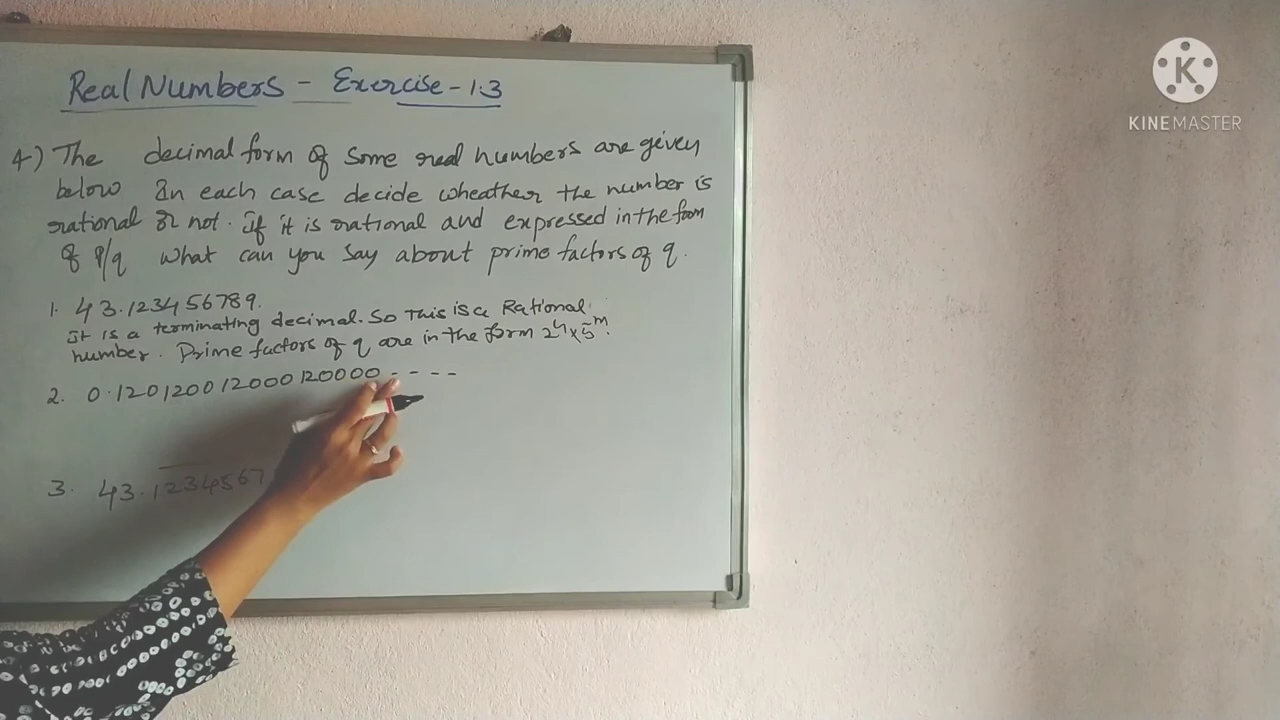 Real Numbers - Exercise - 1.3
4) The decimal form of some real numbers are given
below In each case decide wheather the number is
rational or not. If it is rational and expressed in the form
of P/q what can you say about prime factors of q.
1. 43.123456789.
It is a terminating decimal. So This is a Rational
number. Prime factors of q are in the form 2ⁿ×5ᵐ.
2. 0.120120012000120000 - - - -
3. 43.1234567
K
KINEMASTER